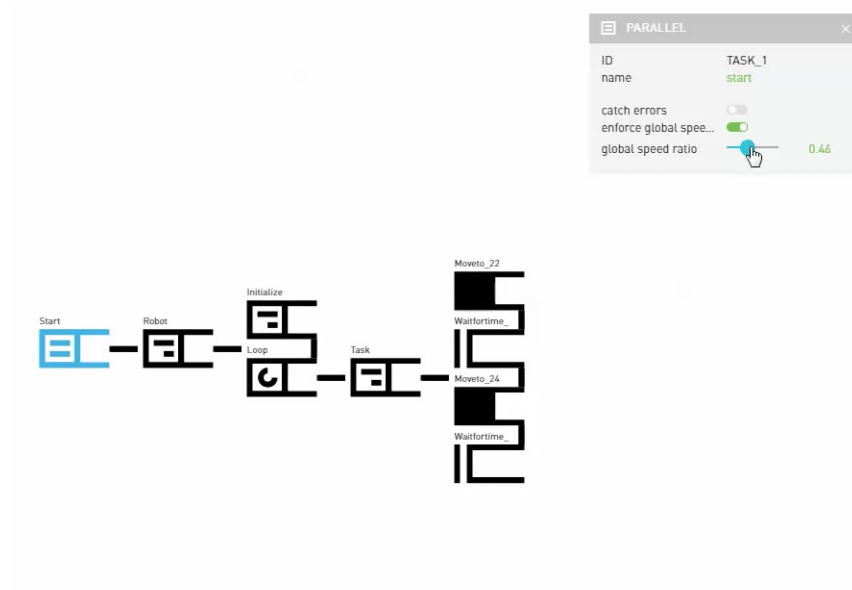 PARALLEL
ID TASK_1
name start
catch errors
enforce global spee...
global speed ratio 0.46
Moveto_22
Initialize
Start Robot Waitfortime_
Loop Task
Moveto_24
Waitfortime_